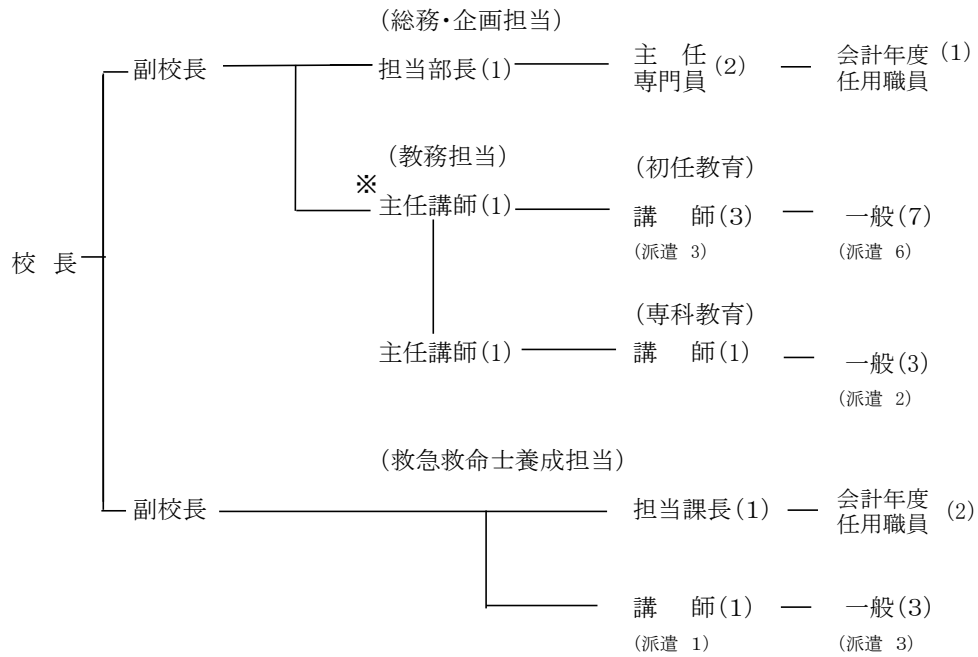 （総務・企画担当）
副校長 担当部長(1) 主 任 専門員 (2) 会計年度 任用職員 (1)
（教務担当） （初任教育）
※ 主任講師(1) 講 師(3) 一般(7)
(派遣 3) (派遣 6)
校 長
（専科教育）
主任講師(1) 講 師(1) 一般(3)
(派遣 2)
（救急救命士養成担当）
副校長 担当課長(1) 会計年度 任用職員 (2)
講 師(1) 一般(3)
(派遣 1) (派遣 3)